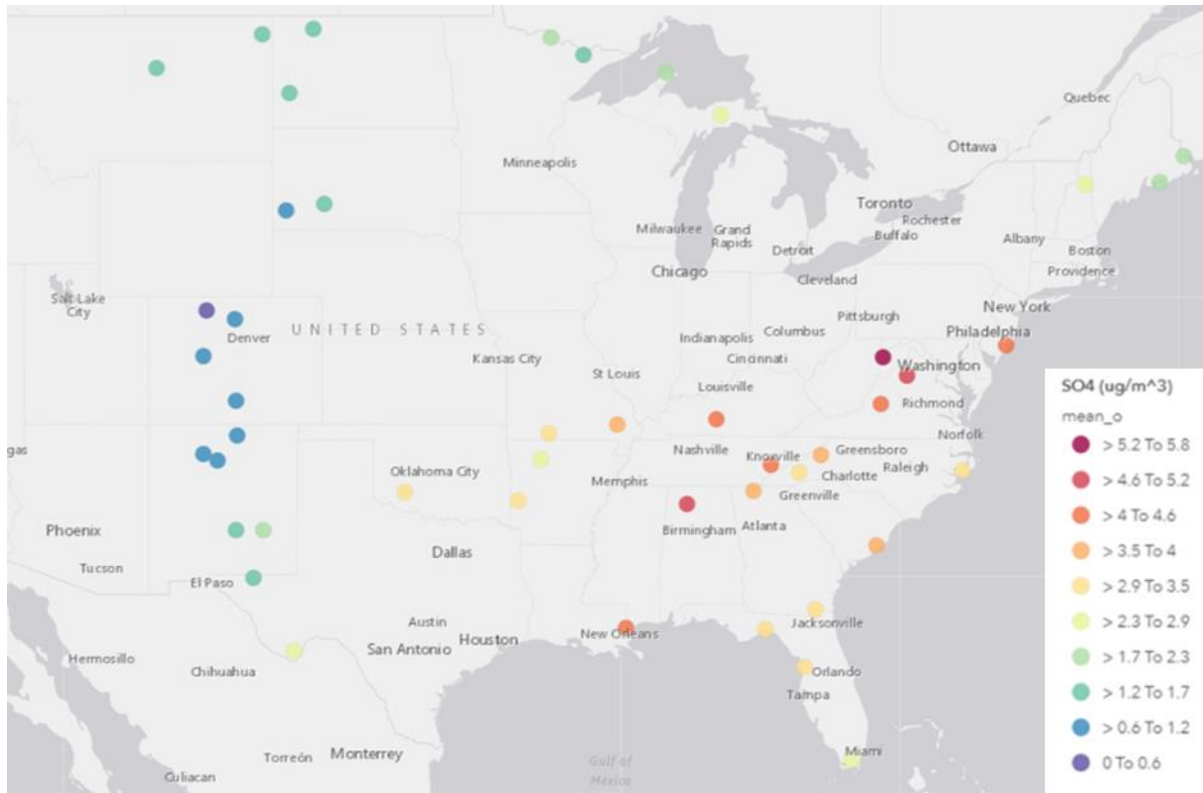 Quebec
Ottawa
Minneapolis
Toronto
Rochester
Buffalo
Milwaukee
Grand
Rapids
Detroit
Albany
Boston
Providence
Chicago
Cleveland
Salt Lake
City
New York
Pittsburgh
Philadelphia
UNITED STATES
Denver
Indianapolis
Columbus
Kansas City
Cincinnati
Washington
St Louis
Louisville
Richmond
Norfolk
gas
Nashville
Knoxville
Greensboro
Raleigh
Charlotte
Oklahoma City
Memphis
Greenville
Phoenix
Birmingham
Atlanta
Dallas
Tucson
El Paso
Austin
Jacksonville
New Orleans
Houston
San Antonio
Hermosillo
Chihuahua
Orlando
Tampa
Miami
Torreón
Monterrey
Gulf of
Mexico
Culiacan
SO4 (ug/m^3)
mean_o
> 5.2 To 5.8
> 4.6 To 5.2
> 4 To 4.6
> 3.5 To 4
> 2.9 To 3.5
> 2.3 To 2.9
> 1.7 To 2.3
> 1.2 To 1.7
> 0.6 To 1.2
0 To 0.6